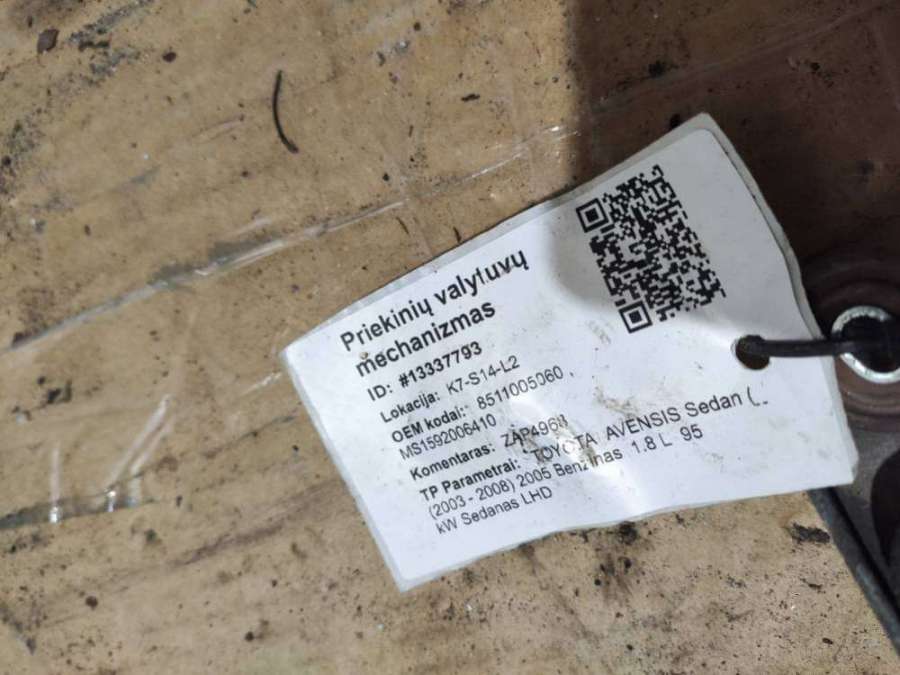 Priekinių valytuvų
mechanizmas
ID: #13337793
Lokacija: K7-S14-L2
OEM kodai: 8511005060 ,
MS1592006410
Komentaras:
TP Parametrai: TOYOTA AVENSIS Sedan (_
(2003 - 2008) 2005 Benzinas 1.8 L 95
kW Sedanas LHD